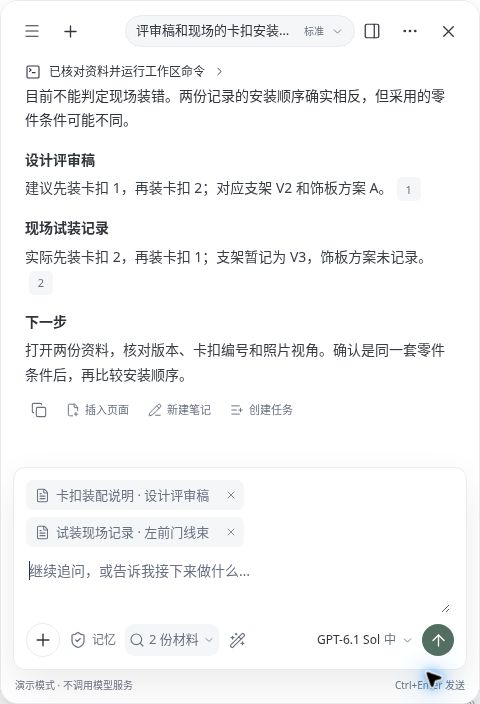 评审稿和现场的卡扣安装... 标准
已核对资料并运行工作区命令
目前不能判定现场装错。两份记录的安装顺序确实相反，但采用的零
件条件可能不同。
设计评审稿
建议先装卡扣 1，再装卡扣 2；对应支架 V2 和饰板方案 A。 1
现场试装记录
实际先装卡扣 2，再装卡扣 1；支架暂记为 V3，饰板方案未记录。
2
下一步
打开两份资料，核对版本、卡扣编号和照片视角。确认是同一套零件
条件后，再比较安装顺序。
插入页面 新建笔记 创建任务
卡扣装配说明 · 设计评审稿
试装现场记录 · 左前门线束
继续追问，或告诉我接下来做什么...
记忆 2 份材料 GPT-6.1 Sol 中
演示模式 · 不调用模型服务 Ctrl+Enter 发送